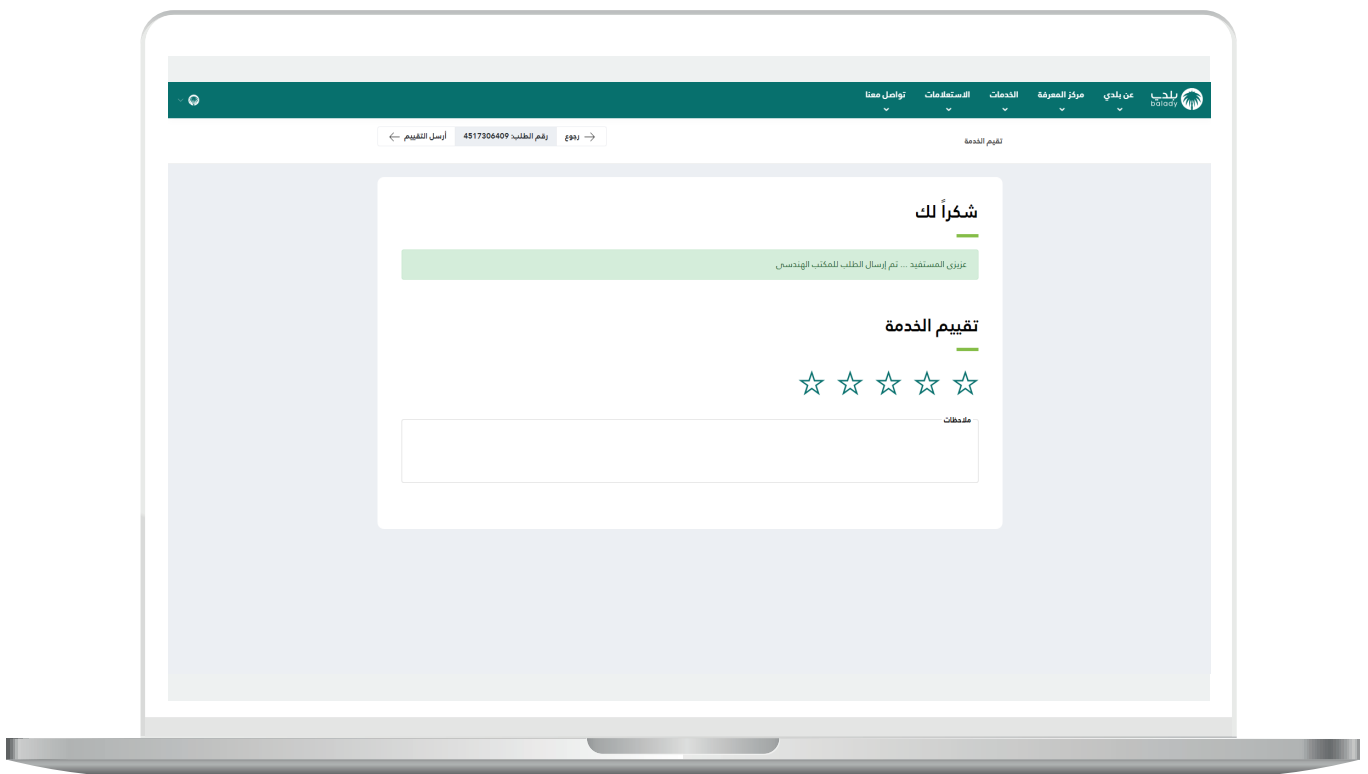 بلدي
balady
عن بلدي
مركز المعرفة
الخدمات
الاستعلامات
تواصل معنا
تقيم الخدمة
رجوع
رقم الطلب: 4517306409
أرسل التقييم
شكراً لك
عزيزي المستفيد ... تم إرسال الطلب للمكتب الهندسي
تقييم الخدمة
ملاحظات